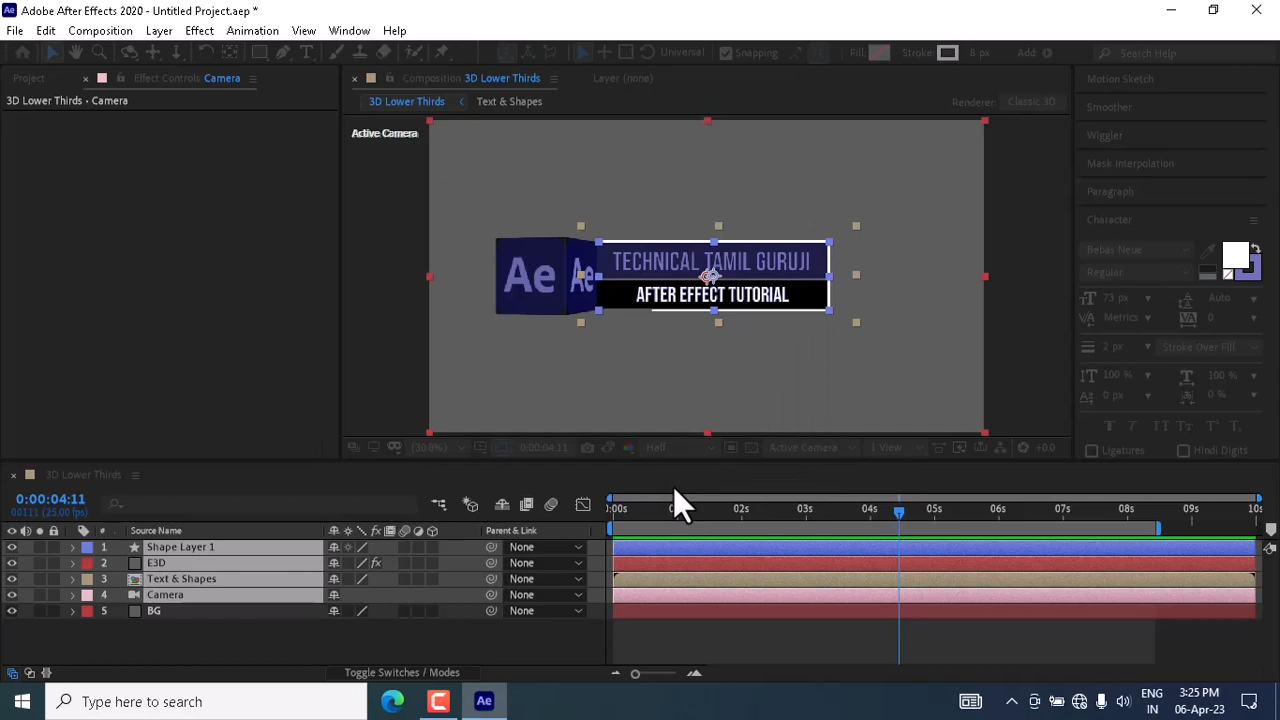 Adobe After Effects 2020 - Untitled Project.aep *
File Edit Composition Layer Effect Animation View Window Help
Universal Snapping Fill: Stroke: 8 px Add: Search Help
Project Effect Controls Camera Composition 3D Lower Thirds Layer (none) Motion Sketch
3D Lower Thirds • Camera 3D Lower Thirds Text & Shapes Renderer: Classic 3D Smoother
Active Camera
Wiggler
Mask Interpolation
Paragraph
Character
Bebas Neue
Regular
Ae Ae TECHNICAL TAMIL GURUJI
AFTER EFFECT TUTORIAL
73 px Auto
Metrics 0
2 px Stroke Over Fill
100 % 100 %
0 px 0 %
T T TT Tt
Ligatures Hindi Digits
(30.8%) 0:00:04:11 Half Active Camera 1 View +0.0
3D Lower Thirds
0:00:04:11
00111 (25.00 fps)
:00s 02s 03s 04s 05s 06s 07s 08s 09s 10s
# Source Name fx Parent & Link
1 Shape Layer 1 None
2 E3D fx None
3 Text & Shapes None
4 Camera None
5 BG None
Toggle Switches / Modes
Type here to search Ae ENG IN 3:25 PM 06-Apr-23